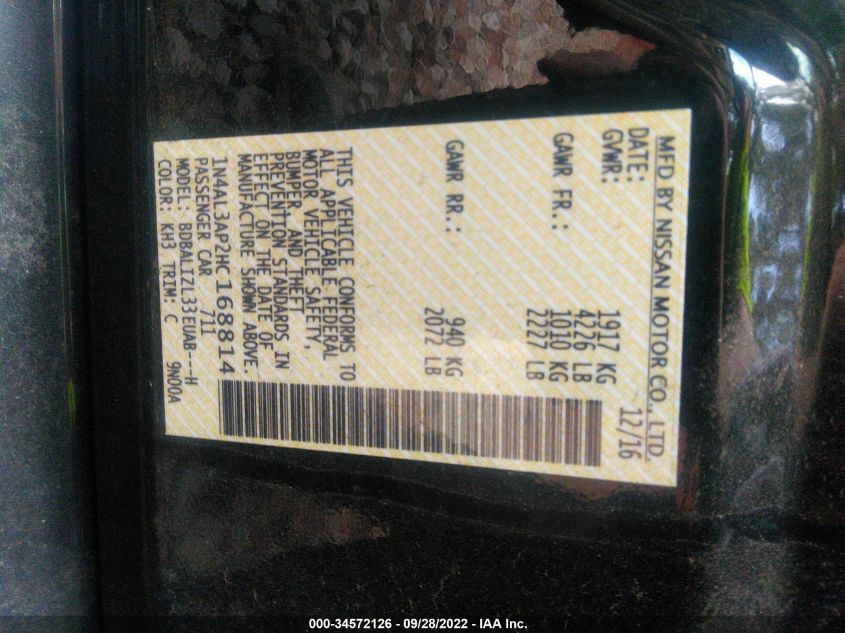 MFD BY NISSAN MOTOR CO., LTD.
DATE: 12/16
GVWR: 1917 KG
4226 LB
GAWR FR.: 1010 KG
2227 LB
GAWR RR.: 940 KG
2072 LB
THIS VEHICLE CONFORMS TO
ALL APPLICABLE FEDERAL
MOTOR VEHICLE SAFETY,
BUMPER, AND THEFT
PREVENTION STANDARDS IN
EFFECT ON THE DATE OF
MANUFACTURE SHOWN ABOVE.
1N4AL3AP2HC168814
PASSENGER CAR 711
MODEL: BDBALIZL33EUAB---H
COLOR: KH3 TRIM: C 9N00A
000-34572126 - 09/28/2022 - IAA Inc.